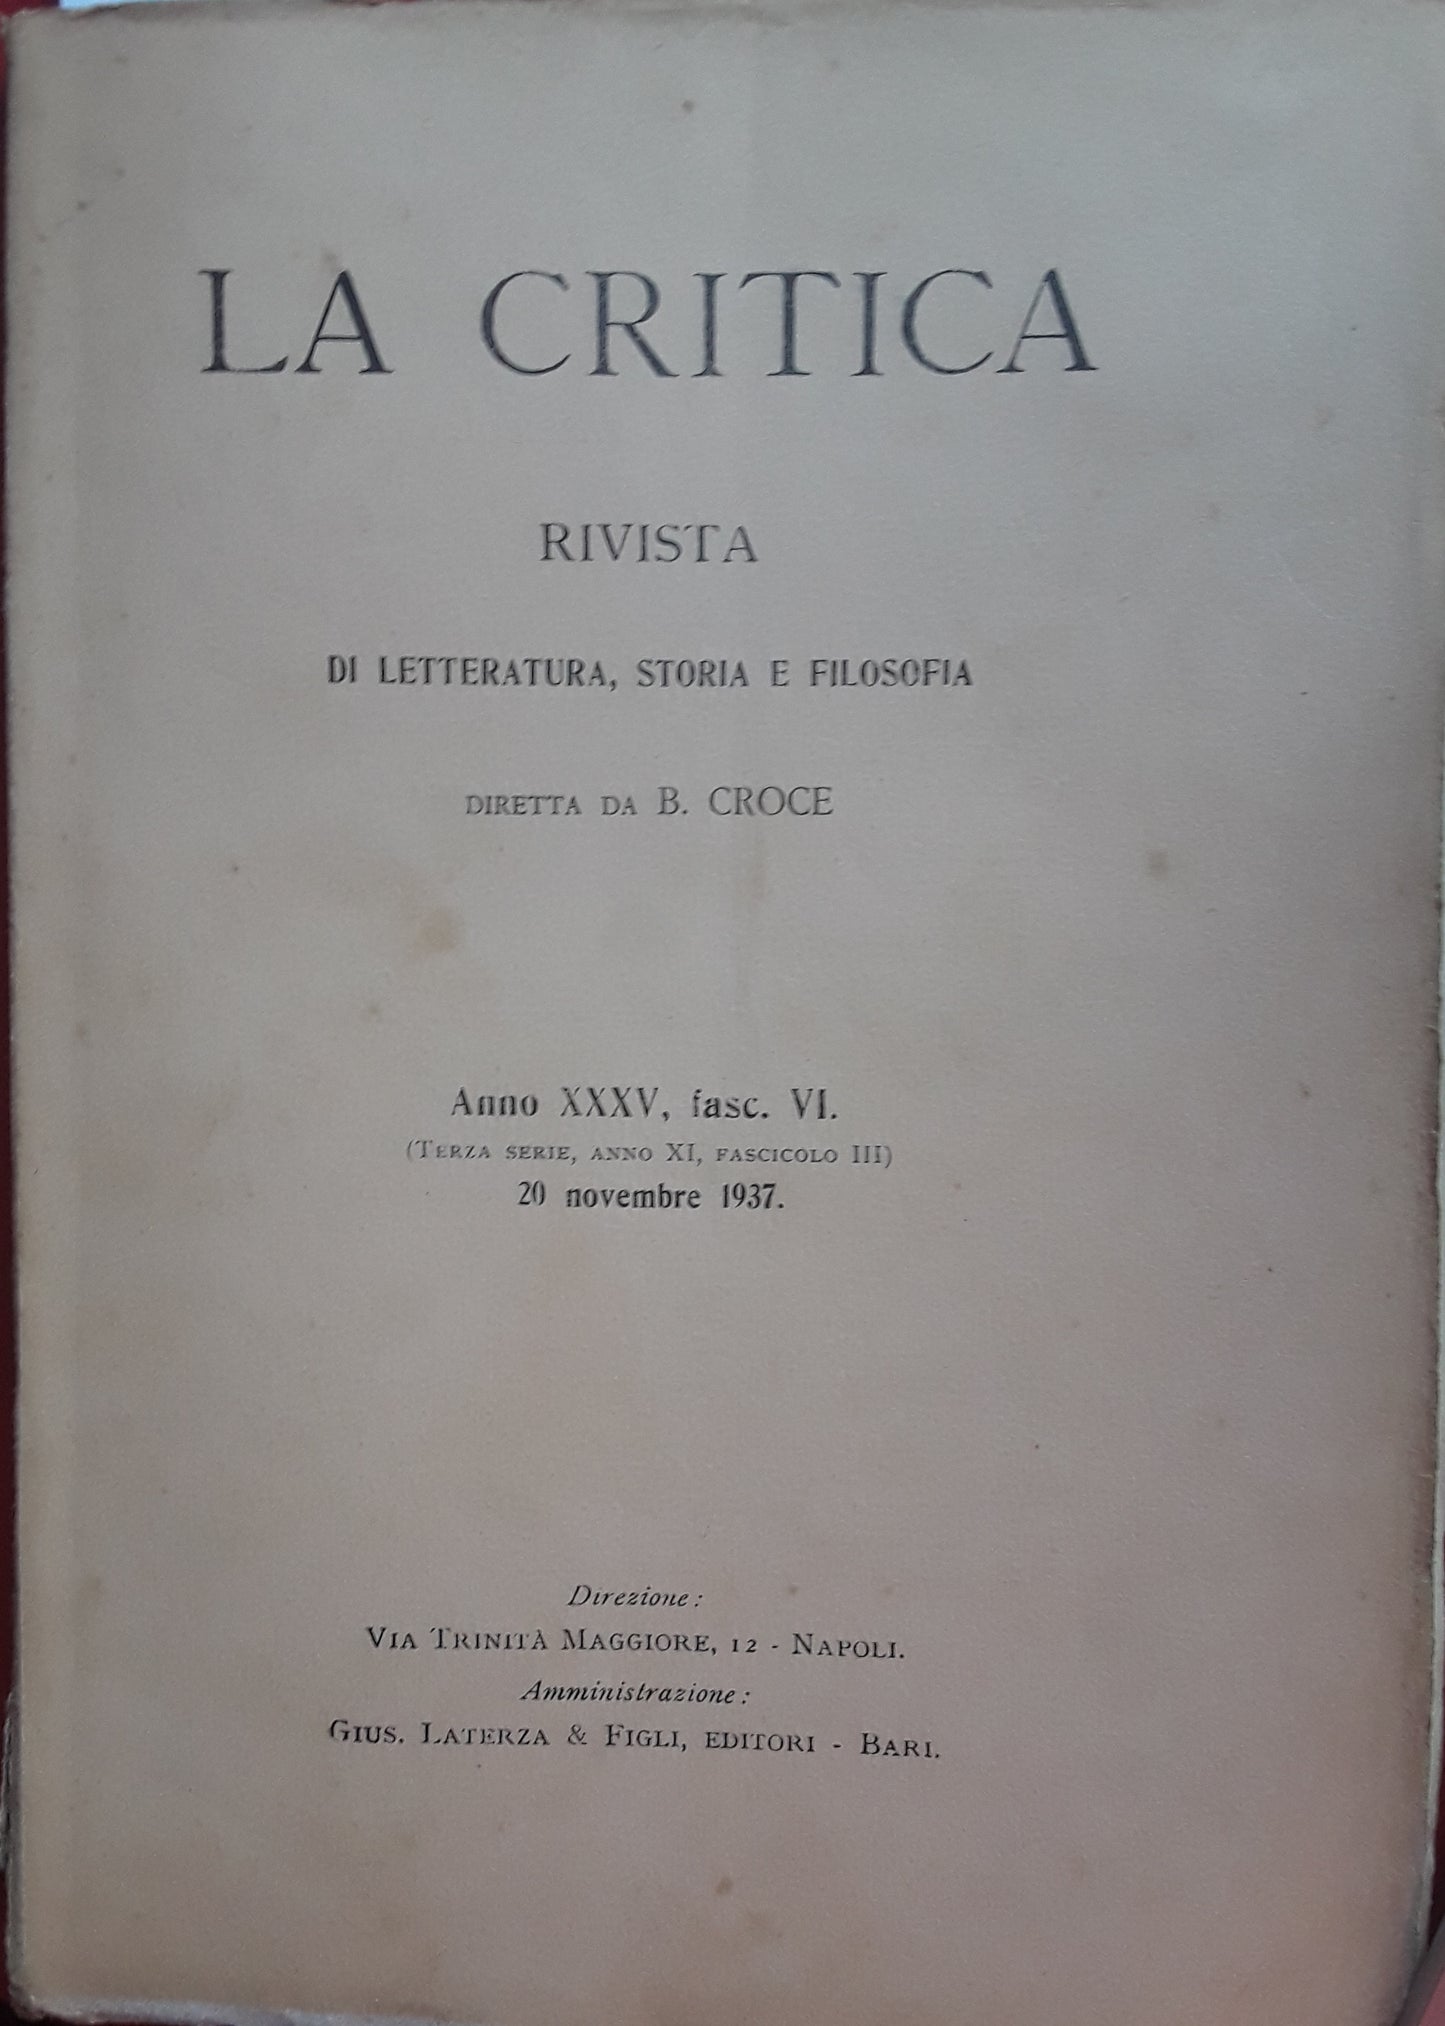 LA CRITICA
RIVISTA
DI LETTERATURA, STORIA E FILOSOFIA
DIRETTA DA B. CROCE
Anno XXXV, fasc. VI.
(TERZA SERIE, ANNO XI, FASCICOLO III)
20 novembre 1937.
Direzione:
VIA TRINITÀ MAGGIORE, 12 - NAPOLI.
Amministrazione:
GIUS. LATERZA & FIGLI, EDITORI - BARI.